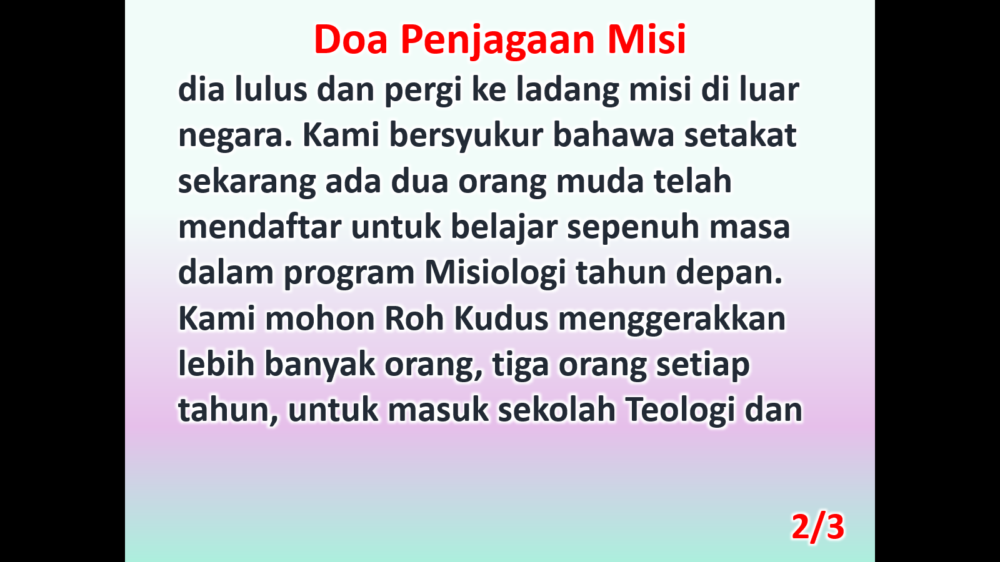 Doa Penjagaan Misi
dia lulus dan pergi ke ladang misi di luar
negara. Kami bersyukur bahawa setakat
sekarang ada dua orang muda telah
mendaftar untuk belajar sepenuh masa
dalam program Misiologi tahun depan.
Kami mohon Roh Kudus menggerakkan
lebih banyak orang, tiga orang setiap
tahun, untuk masuk sekolah Teologi dan
2/3